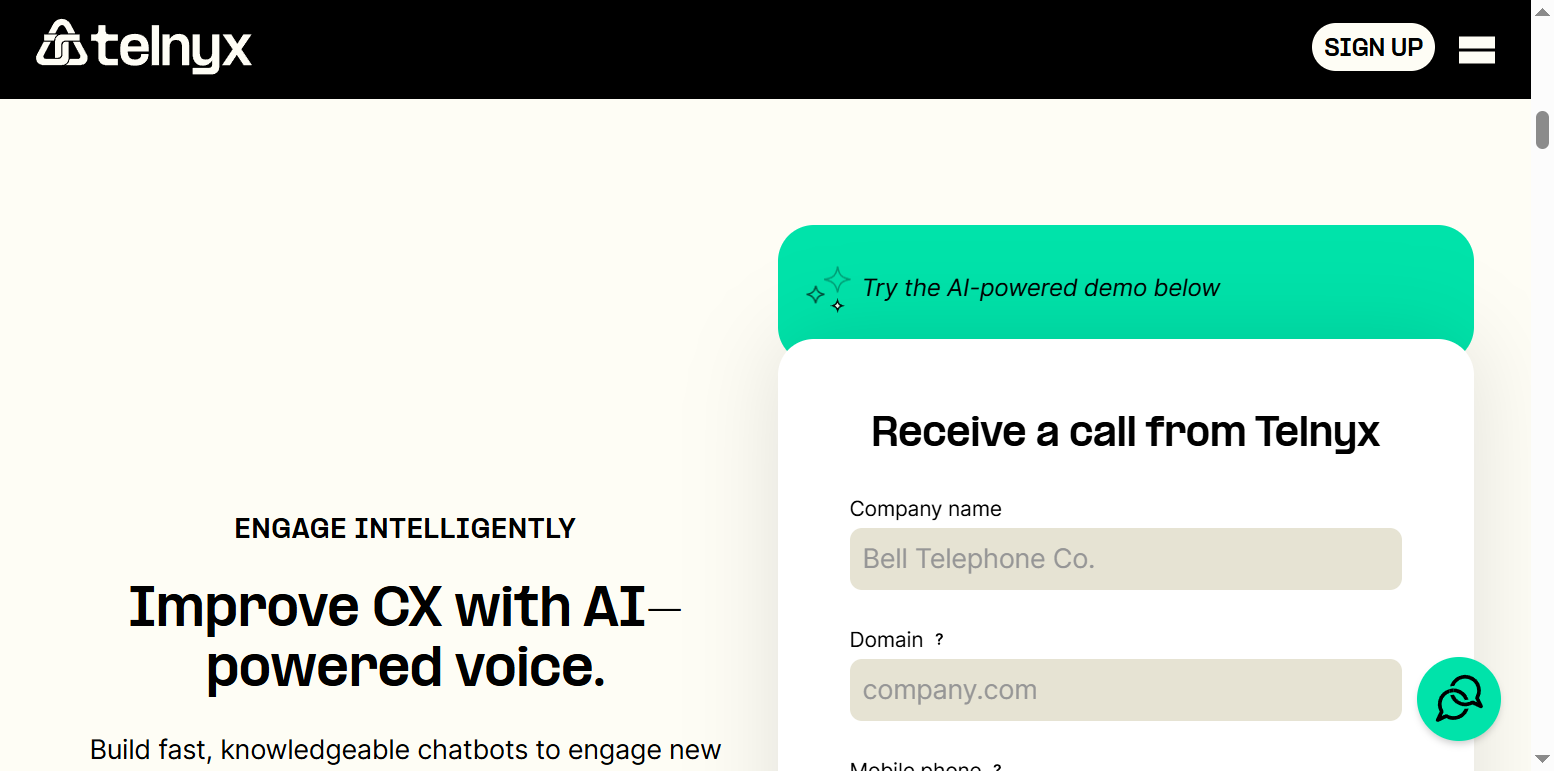 telnyx
SIGN UP
Try the AI-powered demo below
Receive a call from Telnyx
Company name
Bell Telephone Co.
Domain ?
company.com
Mobile phone ?
ENGAGE INTELLIGENTLY
Improve CX with AI—
powered voice.
Build fast, knowledgeable chatbots to engage new